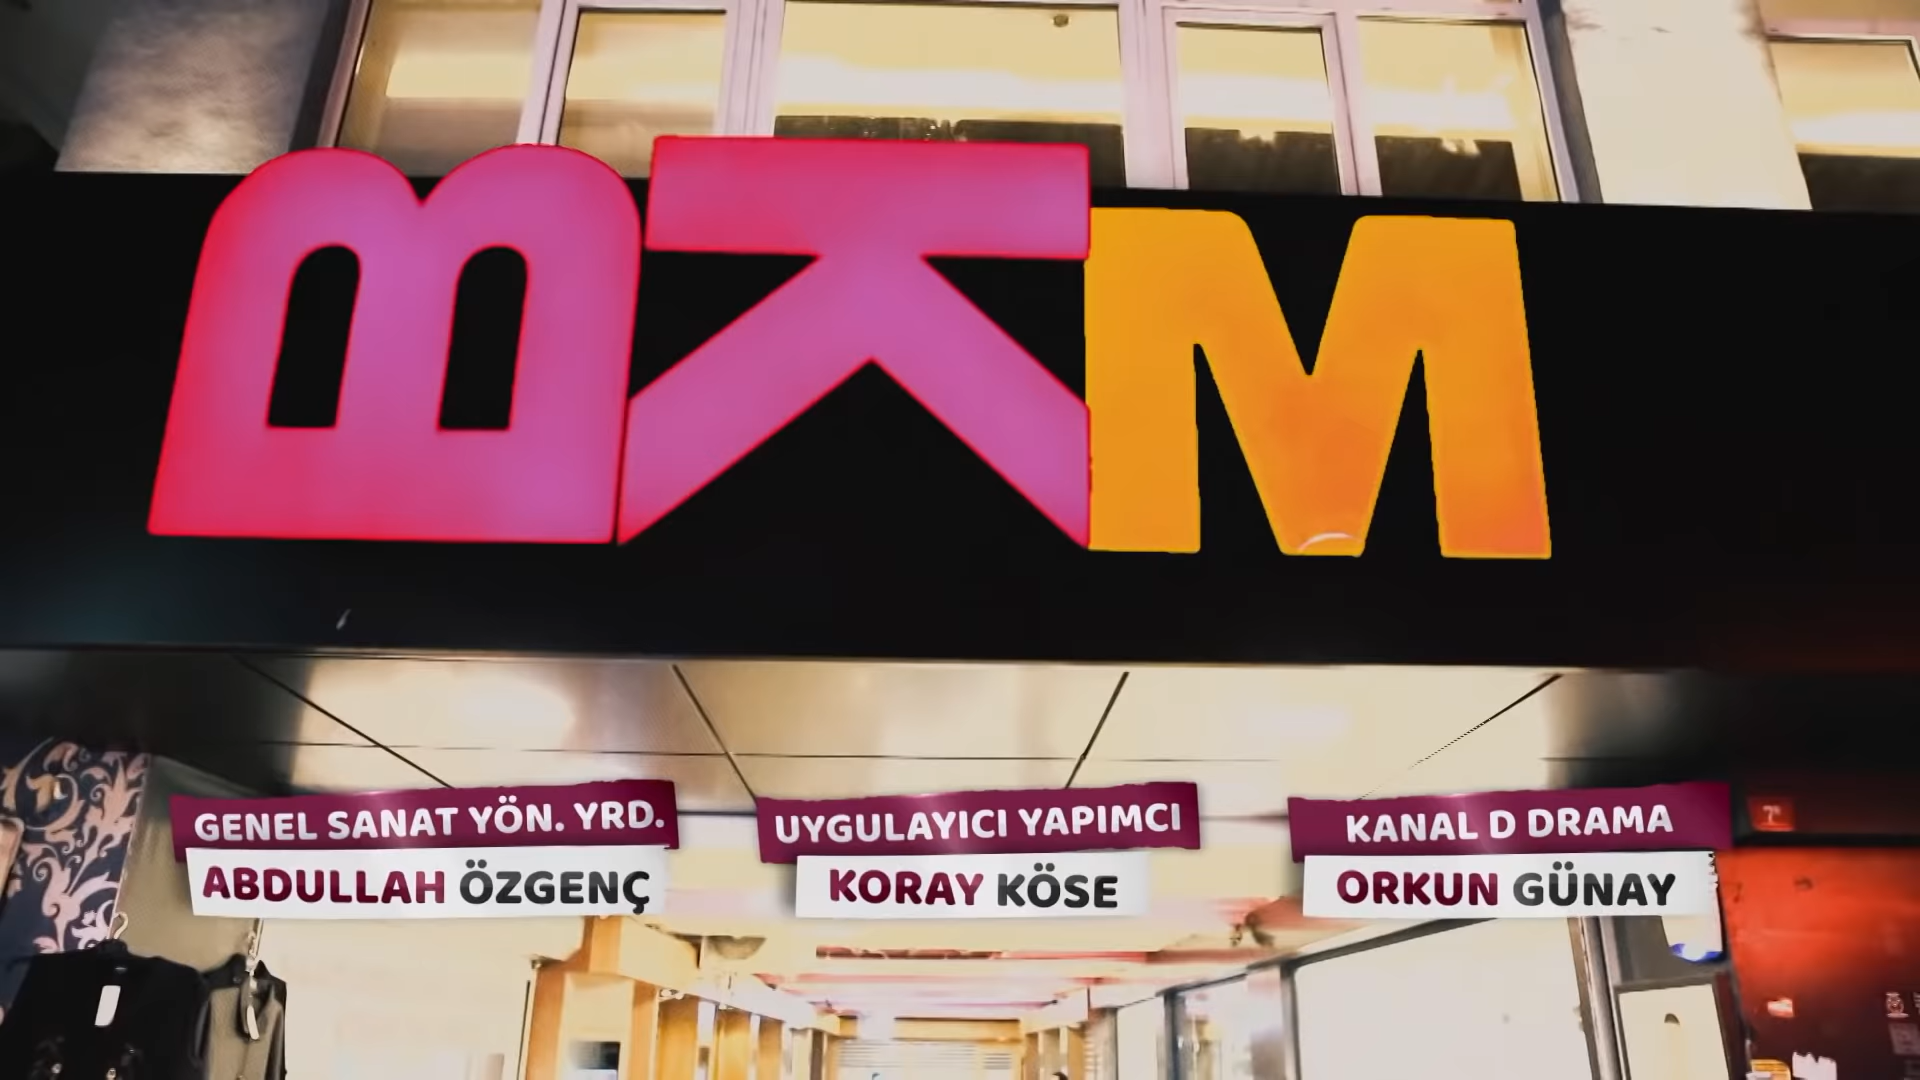 BKM
GENEL SANAT YÖN. YRD.
ABDULLAH ÖZGENÇ
UYGULAYICI YAPIMCI
KORAY KÖSE
KANAL D DRAMA
ORKUN GÜNAY